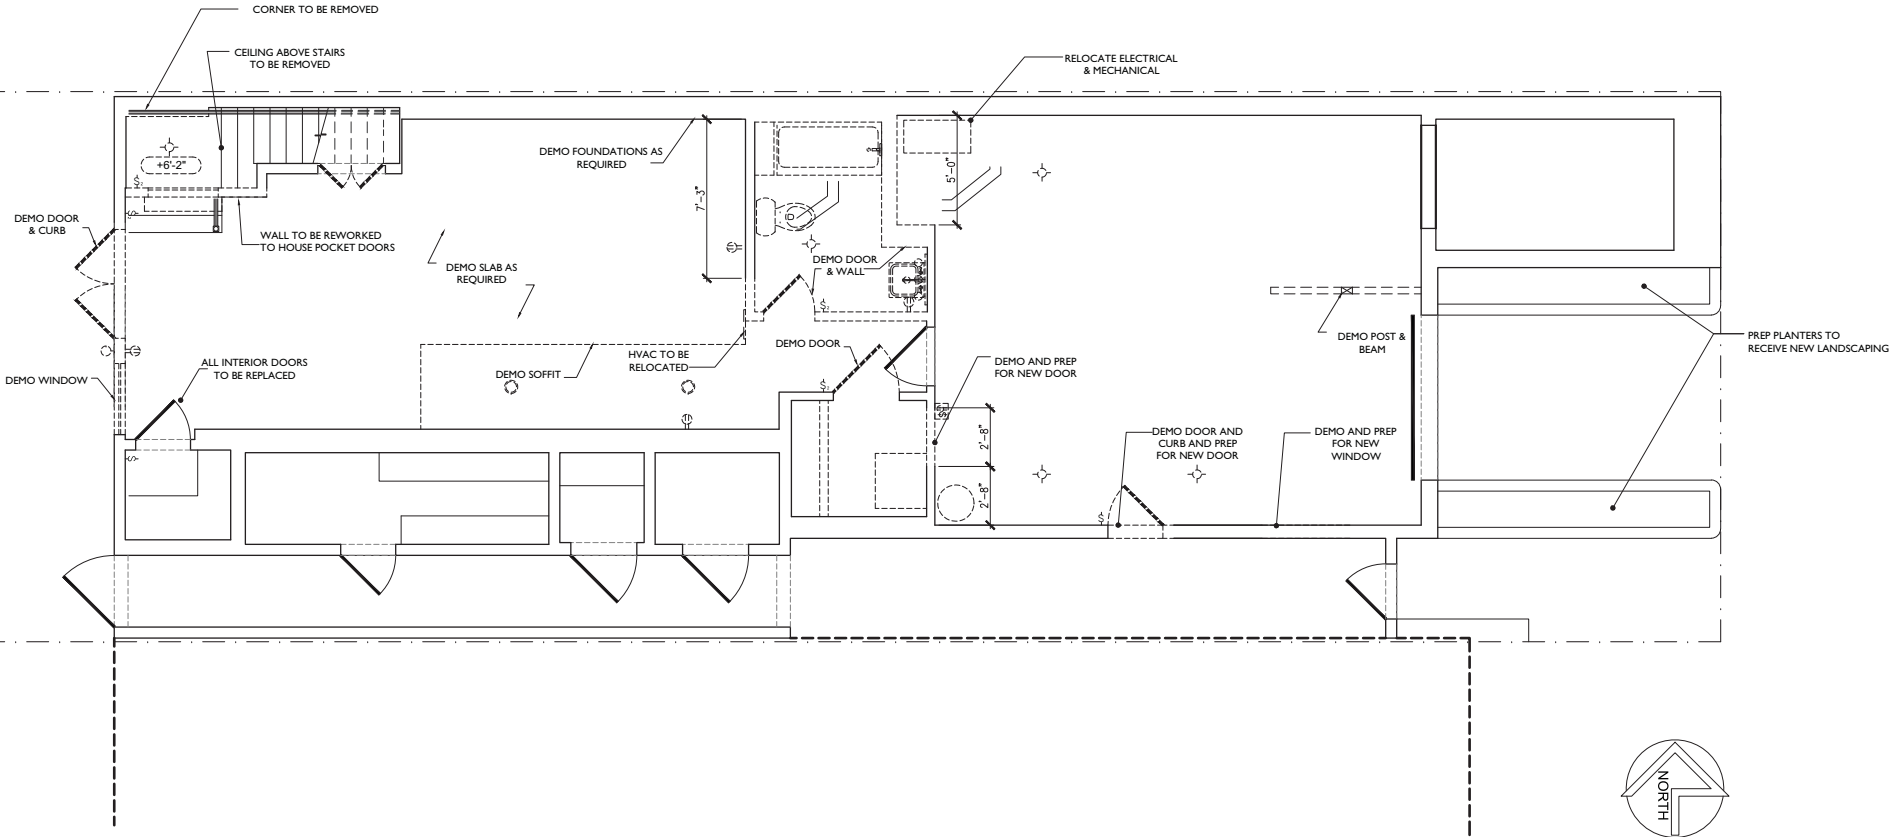 CORNER TO BE REMOVED
CEILING ABOVE STAIRS
TO BE REMOVED
RELOCATE ELECTRICAL
& MECHANICAL
DEMO FOUNDATIONS AS
REQUIRED
+6'-2"
5'-0"
7'-3"
DEMO DOOR
& CURB
WALL TO BE REWORKED
TO HOUSE POCKET DOORS
DEMO SLAB AS
REQUIRED
DEMO DOOR
& WALL
DEMO POST &
BEAM
PREP PLANTERS TO
RECEIVE NEW LANDSCAPING
DEMO DOOR
HVAC TO BE
RELOCATED
ALL INTERIOR DOORS
TO BE REPLACED
DEMO SOFFIT
DEMO WINDOW
DEMO AND PREP
FOR NEW DOOR
2'-8"
2'-8"
DEMO DOOR AND
CURB AND PREP
FOR NEW DOOR
DEMO AND PREP
FOR NEW
WINDOW
NORTH